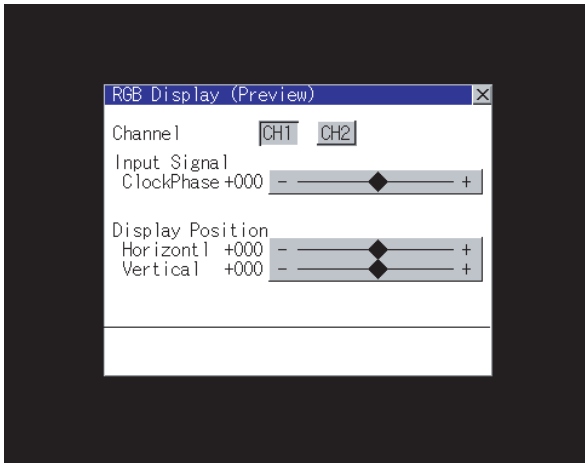 RGB Display (Preview) ×
Channel CH1 CH2
Input Signal
ClockPhase +000 - +
Display Position
Horizontl +000 - +
Vertical +000 - +